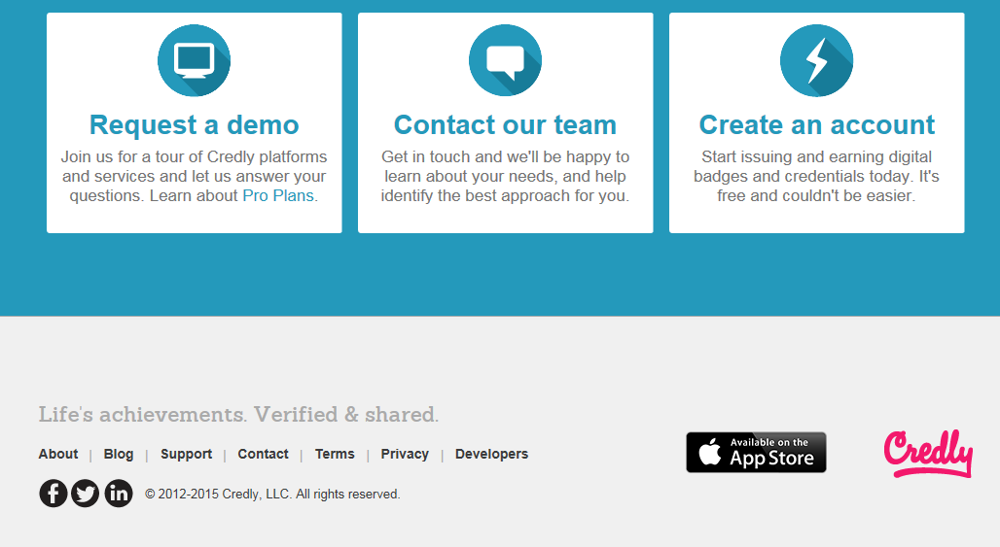 Request a demo
Join us for a tour of Credly platforms
and services and let us answer your
questions. Learn about Pro Plans.
Contact our team
Get in touch and we'll be happy to
learn about your needs, and help
identify the best approach for you.
Create an account
Start issuing and earning digital
badges and credentials today. It's
free and couldn't be easier.
Life's achievements. Verified & shared.
About | Blog | Support | Contact | Terms | Privacy | Developers
© 2012-2015 Credly, LLC. All rights reserved.
Available on the
App Store
Credly